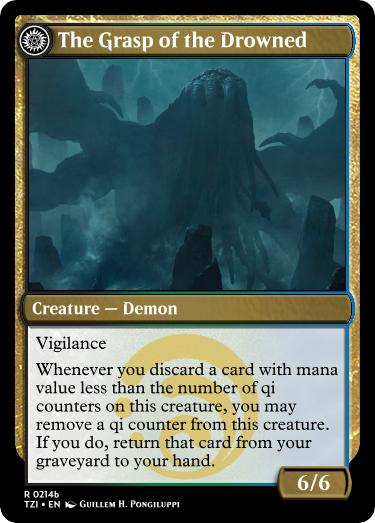 The Grasp of the Drowned
Creature — Demon
Vigilance
Whenever you discard a card with mana
value less than the number of qi
counters on this creature, you may
remove a qi counter from this creature.
If you do, return that card from your
graveyard to your hand.
6/6
R 0214b
TZI • EN Guillem H. Pongiluppi